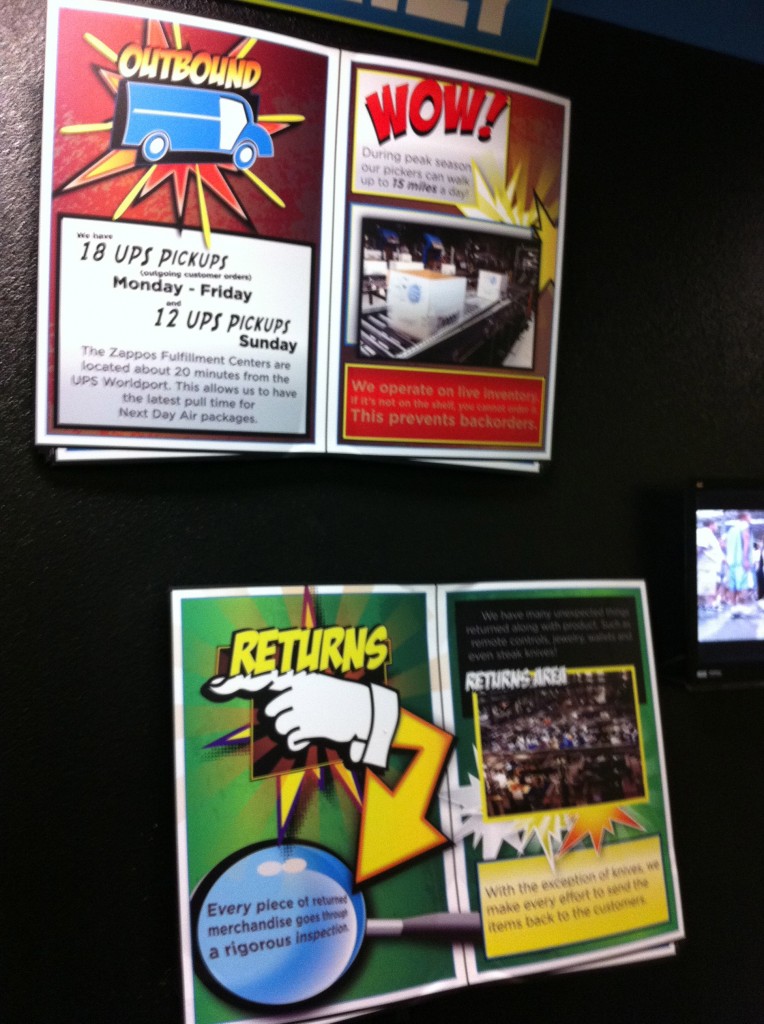 OUTBOUND
We have
18 UPS PICKUPS
(outgoing customer orders)
Monday - Friday
and
12 UPS PICKUPS
Sunday
The Zappos Fulfillment Centers are
located about 20 minutes from the
UPS Worldport. This allows us to have
the latest pull time for
Next Day Air packages.
WOW!
During peak season
our pickers can walk
up to 15 miles a day!
We operate on live inventory.
If it's not on the shelf, you cannot order it.
This prevents backorders.
RETURNS
Every piece of returned
merchandise goes through
a rigorous inspection.
We have many unexpected things
returned along with product. Such as
remote controls, jewelry, wallets and
even steak knives!
RETURNS AREA
With the exception of knives, we
make every effort to send the
items back to the customers.